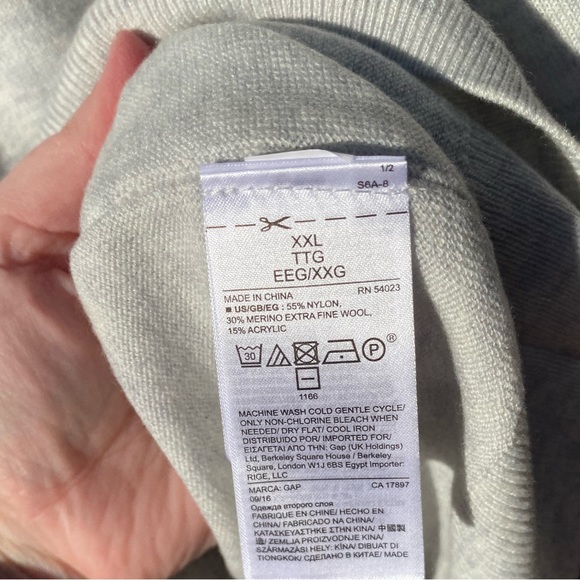 1/2
S6A-8
XXL
TTG
EEG/XXG
MADE IN CHINA RN 54023
■ US/GB/EG : 55% NYLON,
30% MERINO EXTRA FINE WOOL,
15% ACRYLIC
30 P ®
1166
MACHINE WASH COLD GENTLE CYCLE/
ONLY NON-CHLORINE BLEACH WHEN
NEEDED/ DRY FLAT/ COOL IRON
DISTRIBUIDO POR/ IMPORTED FOR/
ΕΙΣΑΓΕΤΑΙ ΑΠΟ ΤΗΝ: Gap (UK Holdings)
Ltd, Berkeley Square House / Berkeley
Square, London W1J 6BS Egypt Importer:
RIGE, LLC
MARCA: GAP CA 17897
09/16
Одежда второго слоя
FABRIQUÉ EN CHINE/ HECHO EN
CHINA/ FABRICADO NA CHINA/
ΚΑΤΑΣΚΕΥΑΣΤΗΚΕ ΣΤΗΝ ΚΙΝΑ/ 中國製
造/ ZEMLJA PROIZVODNJE KINA/
SZÁRMAZÁSI HELY: KÍNA/ DIBUAT DI
TIONGKOK/ СДЕЛАНО В КИТАЕ/